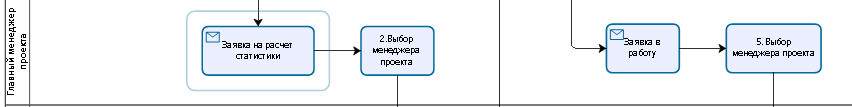 Главный менеджер
проекта
Заявка на расчет
статистики
2.Выбор
менеджера
проекта
Заявка в
работу
5. Выбор
менеджера проекта